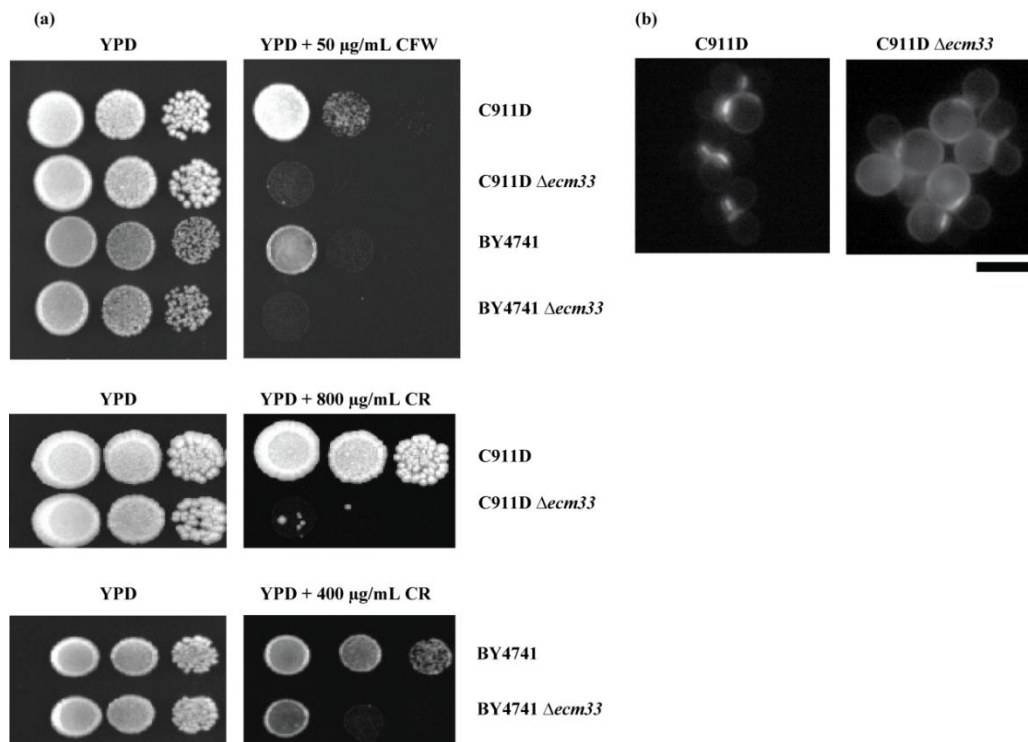 (a)
YPD
YPD + 50 µg/mL CFW
C911D
C911D Δecm33
BY4741
BY4741 Δecm33
YPD
YPD + 800 µg/mL CR
C911D
C911D Δecm33
YPD
YPD + 400 µg/mL CR
BY4741
BY4741 Δecm33
(b)
C911D
C911D Δecm33